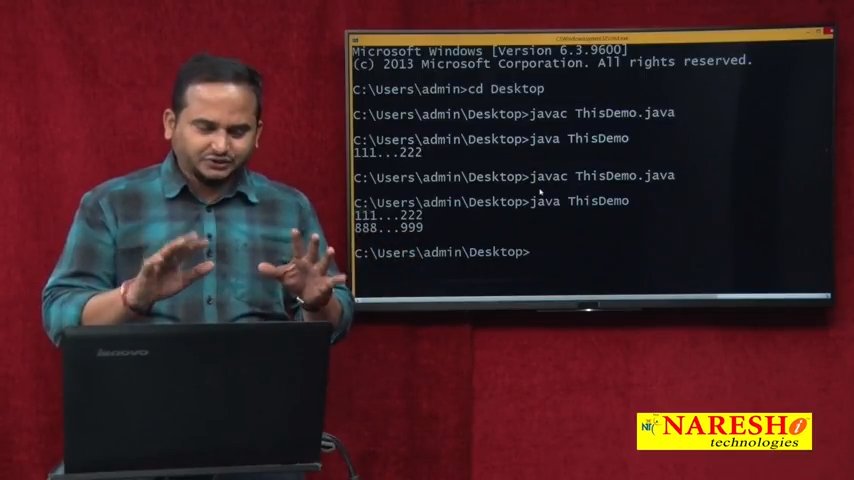 C:\Windows\system32\cmd.exe
Microsoft Windows [Version 6.3.9600]
(c) 2013 Microsoft Corporation. All rights reserved.
C:\Users\admin>cd Desktop
C:\Users\admin\Desktop>javac ThisDemo.java
C:\Users\admin\Desktop>java ThisDemo
111...222
C:\Users\admin\Desktop>javac ThisDemo.java
C:\Users\admin\Desktop>java ThisDemo
111...222
888...999
C:\Users\admin\Desktop>
lenovo
NARESH i
technologies